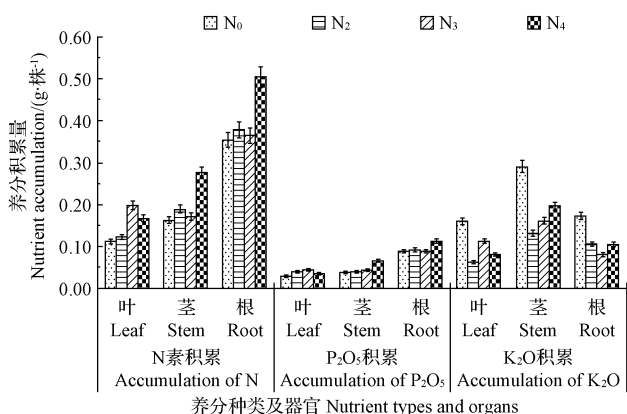 N₀ N₂ N₃ N₄
养分积累量
Nutrient accumulation/(g·株⁻¹)
0.60
0.50
0.40
0.30
0.20
0.10
0.00
叶 茎 根 叶 茎 根 叶 茎 根
Leaf Stem Root Leaf Stem Root Leaf Stem Root
N素积累 P₂O₅积累 K₂O积累
Accumulation of N Accumulation of P₂O₅ Accumulation of K₂O
养分种类及器官 Nutrient types and organs